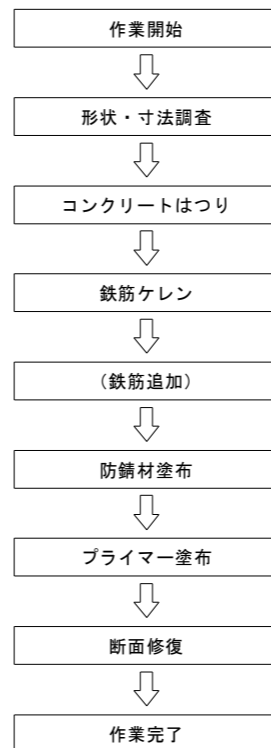 作業開始
形状・寸法調査
コンクリートはつり
鉄筋ケレン
(鉄筋追加)
防錆材塗布
プライマー塗布
断面修復
作業完了